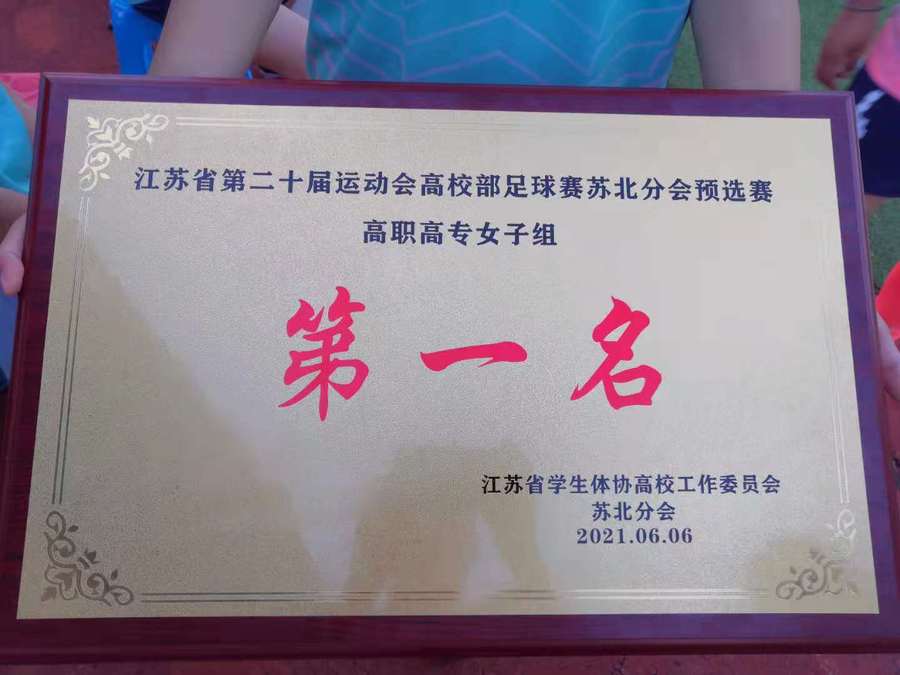 江苏省第二十届运动会高校部足球赛苏北分会预选赛
高职高专女子组
第一名
江苏省学生体协高校工作委员会
苏北分会
2021.06.06